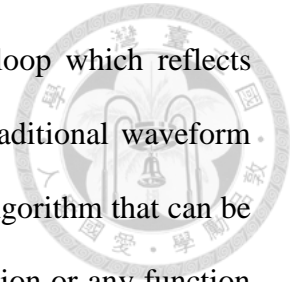 loop which reflects
aditional waveform
gorithm that can be
ion or any function